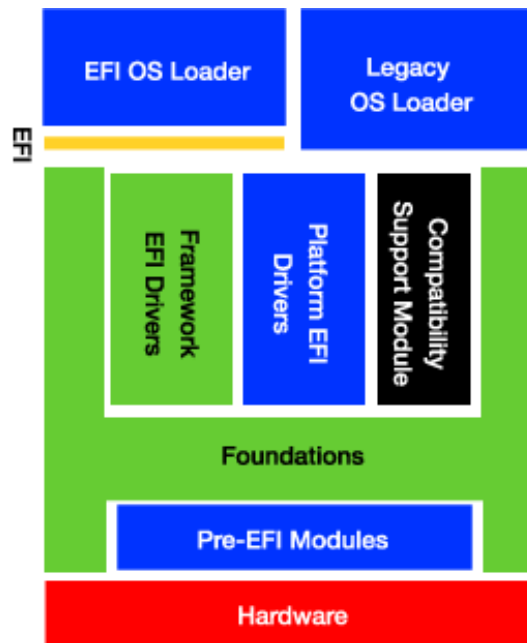 EFI OS Loader
Legacy
OS Loader
EFI
Framework
EFI Drivers
Platform EFI
Drivers
Compatibility
Support Module
Foundations
Pre-EFI Modules
Hardware